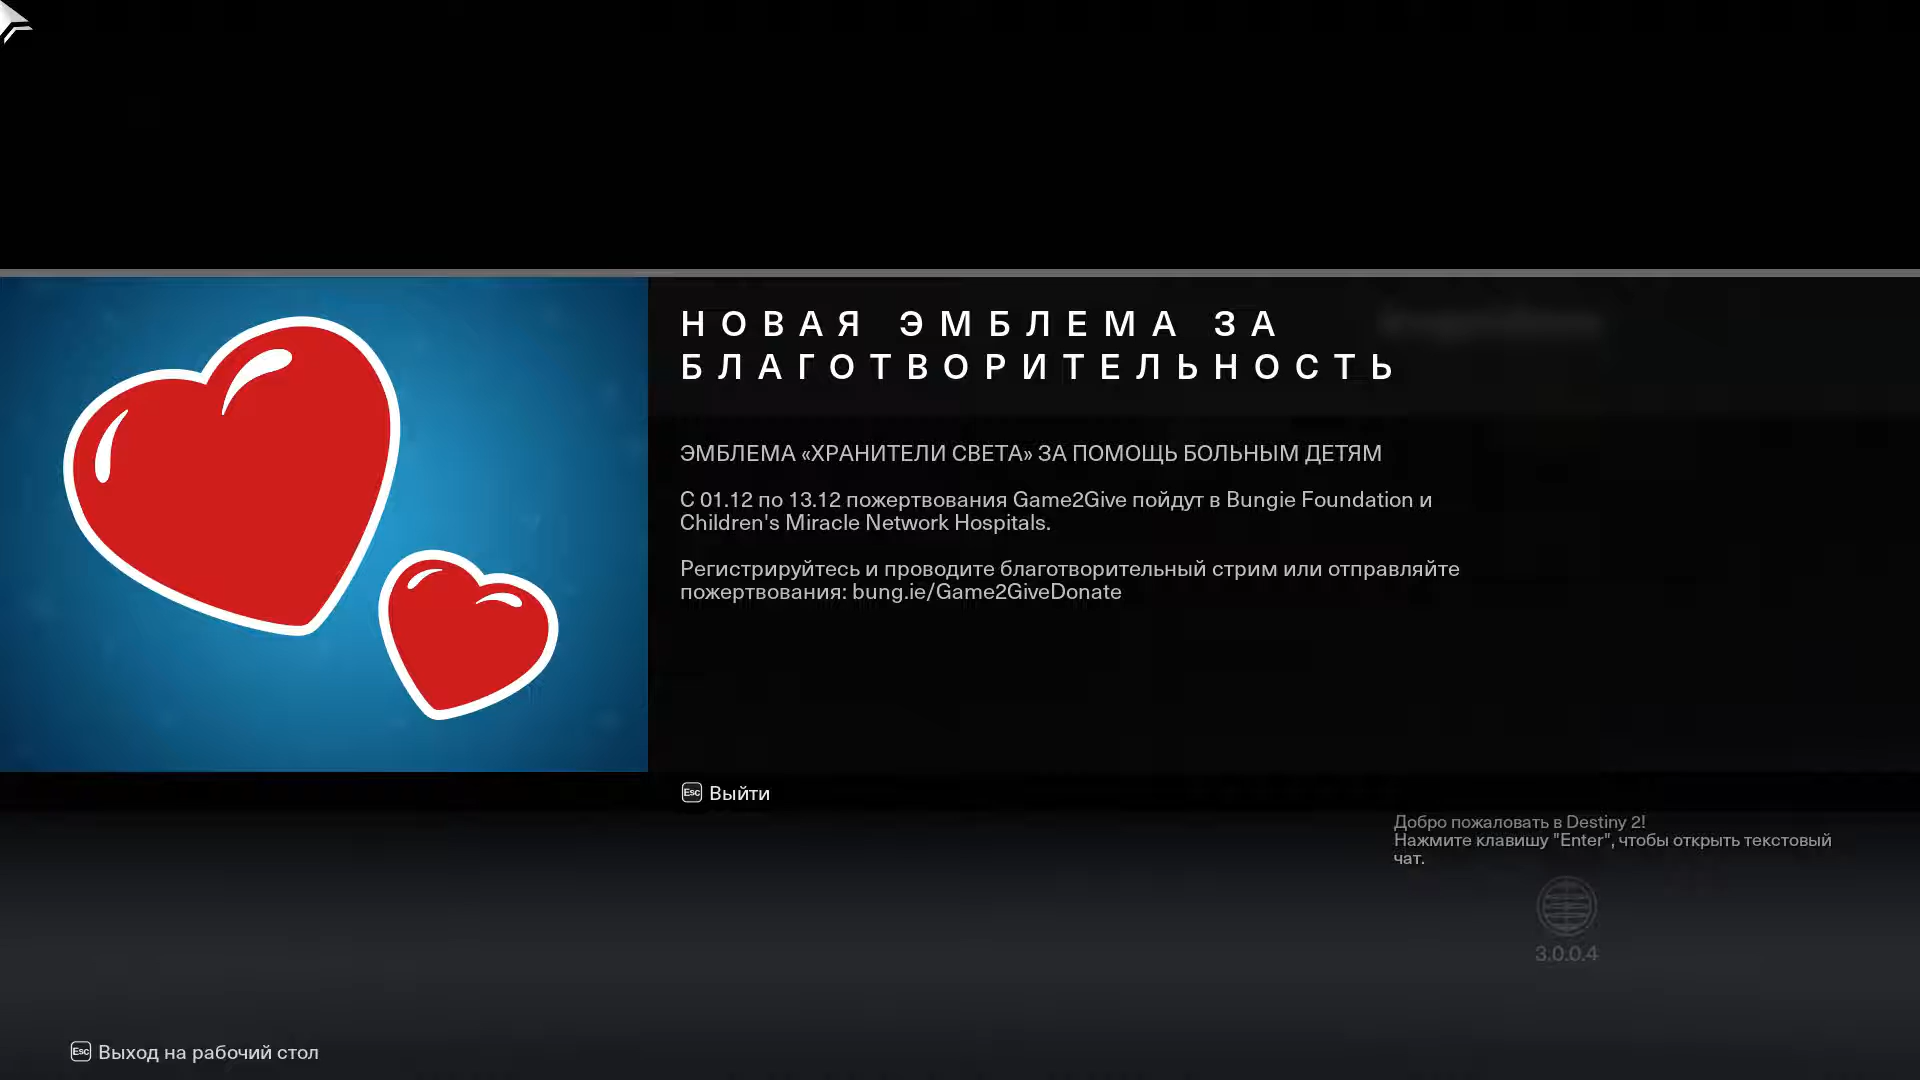 НОВАЯ ЭМБЛЕМА ЗА
БЛАГОТВОРИТЕЛЬНОСТЬ
ЭМБЛЕМА «ХРАНИТЕЛИ СВЕТА» ЗА ПОМОЩЬ БОЛЬНЫМ ДЕТЯМ
С 01.12 по 13.12 пожертвования Game2Give пойдут в Bungie Foundation и
Children's Miracle Network Hospitals.
Регистрируйтесь и проводите благотворительный стрим или отправляйте
пожертвования: bung.ie/Game2GiveDonate
Esc Выйти
Добро пожаловать в Destiny 2!
Нажмите клавишу "Enter", чтобы открыть текстовый
чат.
3.0.0.4
Esc Выход на рабочий стол